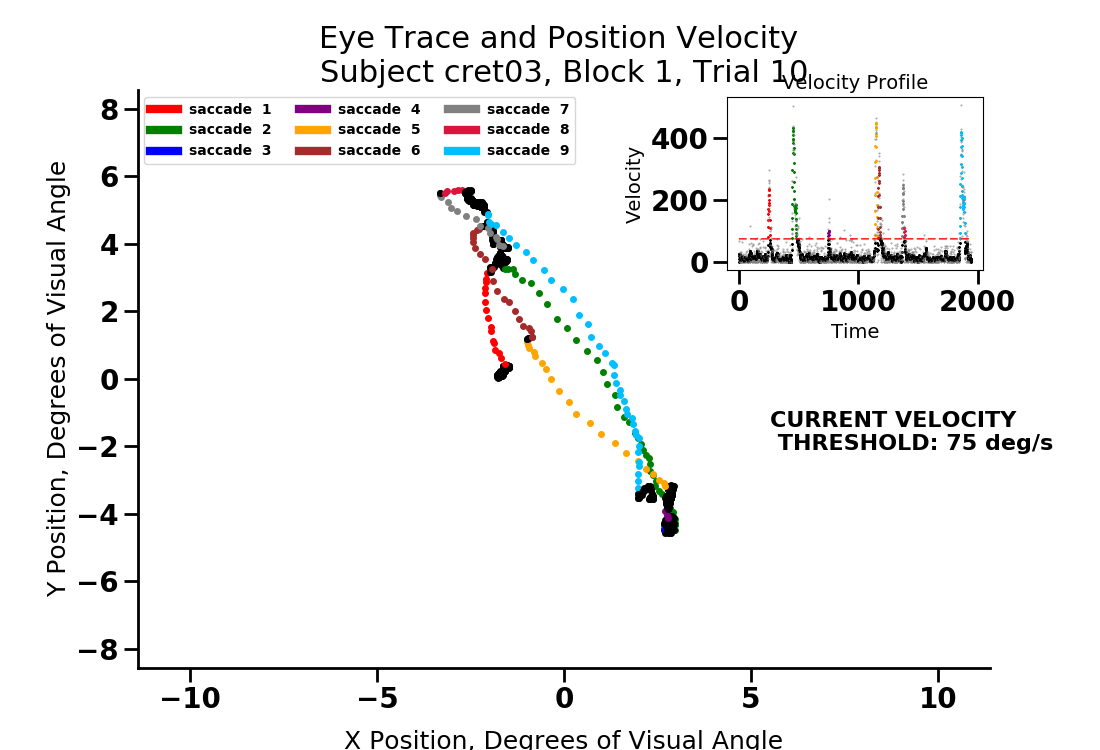 Eye Trace and Position Velocity
Subject cret03, Block 1, Trial 10
Velocity Profile
saccade 1 saccade 4 saccade 7
saccade 2 saccade 5 saccade 8
saccade 3 saccade 6 saccade 9
Y Position, Degrees of Visual Angle
8
6
4
2
0
−2
−4
−6
−8
Velocity
400
200
0
0 1000 2000
Time
CURRENT VELOCITY
THRESHOLD: 75 deg/s
−10 −5 0 5 10
X Position, Degrees of Visual Angle